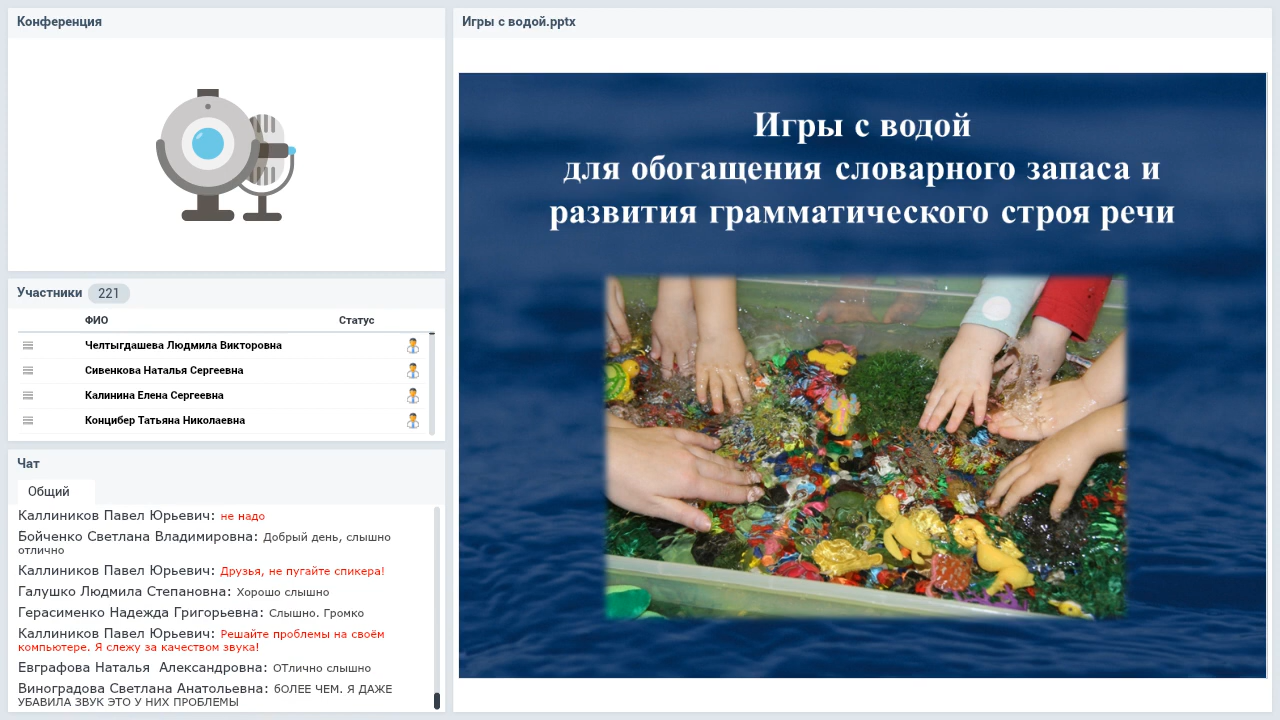 Конференция
Участники 221
ФИО Статус
Челтыгдашева Людмила Викторовна
Сивенкова Наталья Сергеевна
Калинина Елена Сергеевна
Концибер Татьяна Николаевна
Чат
Общий
Каллиников Павел Юрьевич: не надо
Бойченко Светлана Владимировна: Добрый день, слышно
отлично
Каллиников Павел Юрьевич: Друзья, не пугайте спикера!
Галушко Людмила Степановна: Хорошо слышно
Герасименко Надежда Григорьевна: Слышно. Громко
Каллиников Павел Юрьевич: Решайте проблемы на своём
компьютере. Я слежу за качеством звука!
Евграфова Наталья  Александровна: ОТлично слышно
Виноградова Светлана Анатольевна: бОЛЕЕ ЧЕМ. Я ДАЖЕ
УБАВИЛА ЗВУК ЭТО У НИХ ПРОБЛЕМЫ
Игры с водой.pptx
Игры с водой
для обогащения словарного запаса и
развития грамматического строя речи